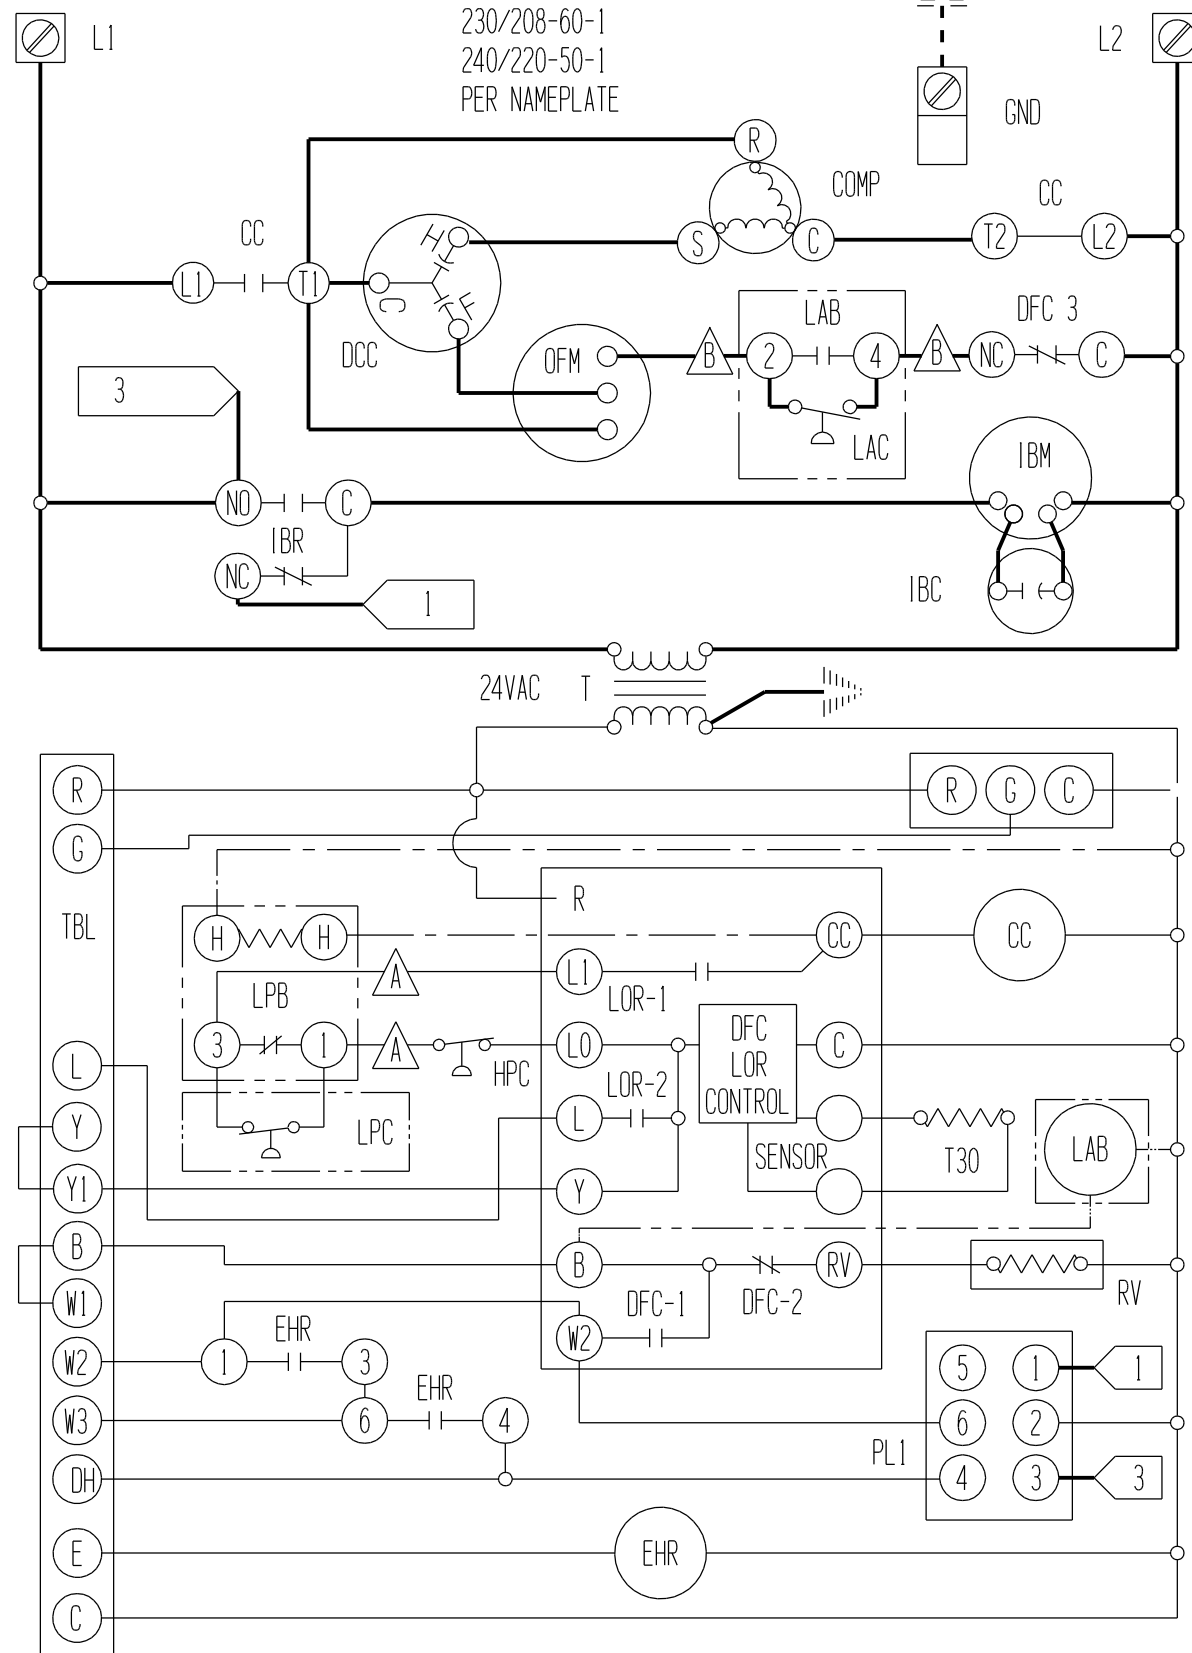 L1
230/208-60-1
240/220-50-1
PER NAMEPLATE
L2
GND
R
COMP
CC
CC
H
S
C
T2
L2
L1
T1
C
F
LAB
DFC 3
DCC
OFM
B
2
4
B
NC
C
3
LAC
IBM
NO
C
IBR
NC
1
IBC
24VAC
T
R
R
G
C
G
R
TBL
H
H
CC
CC
A
L1
LPB
LOR-1
3
1
A
HPC
LO
DFC
LOR
CONTROL
C
L
LOR-2
L
Y
LPC
SENSOR
T30
LAB
Y1
Y
B
B
RV
W1
DFC-1
DFC-2
RV
EHR
W2
W2
1
3
5
1
1
EHR
W3
6
4
6
2
PL1
DH
4
3
3
E
EHR
C